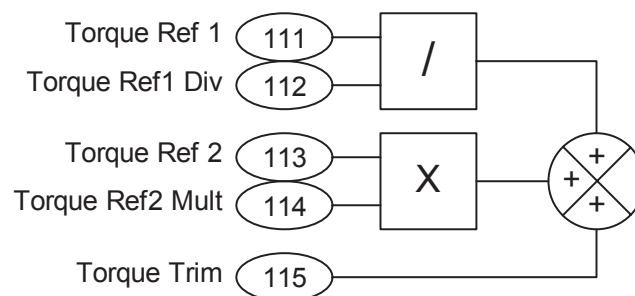 Torque Ref 1 111
Torque Ref1 Div 112
/
Torque Ref 2 113
Torque Ref2 Mult 114
X
Torque Trim 115
+
+
+